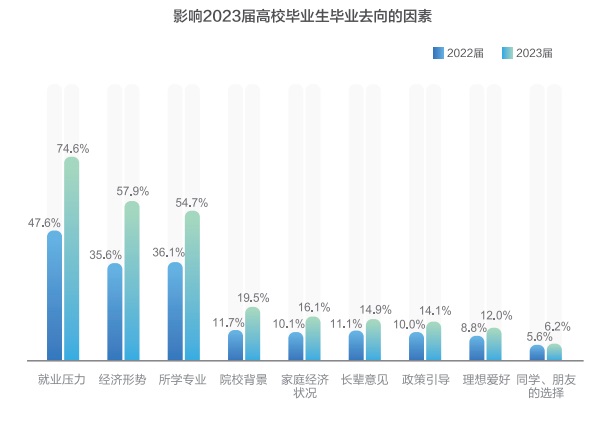 影响2023届高校毕业生毕业去向的因素
2022届 2023届
74.6%
57.9%
54.7%
47.6%
35.6% 36.1%
19.5%
16.1%
14.9% 14.1%
11.7% 10.1% 11.1% 10.0% 12.0%
8.8%
6.2%
5.6%
就业压力 经济形势 所学专业 院校背景 家庭经济 长辈意见 政策引导 理想爱好 同学、朋友
状况 的选择